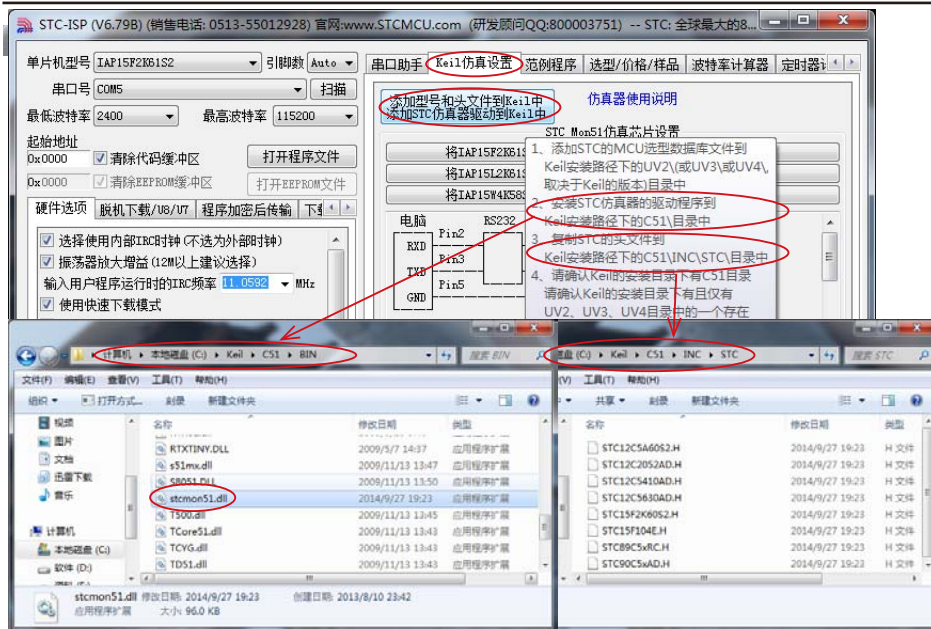 STC-ISP (V6.79B) (销售电话: 0513-55012928) 官网:www.STCMCU.com (研发顾问QQ:800003751) -- STC: 全球最大的8...
单片机型号 IAP15F2K61S2 引脚数 Auto
串口号 COM5 扫描
最低波特率 2400 最高波特率 115200
起始地址
0x0000 清除代码缓冲区 打开程序文件
0x0000 清除EEPROM缓冲区 打开EEPROM文件
硬件选项 脱机下载/U8/U7 程序加密后传输
选择使用内部IRC时钟(不选为外部时钟)
振荡器放大增益(12M以上建议选择)
输入用户程序运行时的IRC频率 11.0592 MHz
使用快速下载模式
串口助手 Keil仿真设置 范例程序 选型/价格/样品 波特率计算器 定时器
添加型号和头文件到Keil中
添加STC仿真器驱动到Keil中
仿真器使用说明
STC Mon51仿真芯片设置
将IAP15F2K61S
将IAP15L2K61S
将IAP15W4K58S
电脑 RS232
RXD Pin2
TXD Pin3
GND Pin5
1、添加STC的MCU选型数据库文件到
Keil安装路径下的UV2\(或UV3\或UV4\,
取决于Keil的版本)目录中
2、安装STC仿真器的驱动程序到
Keil安装路径下的C51\目录中
3、复制STC的头文件到
Keil安装路径下的C51\INC\STC\目录中
4、请确认Keil的安装目录下有C51目录
请确认Keil的安装目录下有且仅有
UV2、UV3、UV4目录中的一个存在
计算机 本地磁盘 (C:) Keil C51 BIN 搜索 BIN
文件(F) 编辑(E) 查看(V) 工具(T) 帮助(H)
组织 打开方式... 刻录 新建文件夹
视频
图片
文档
迅雷下载
音乐
计算机
本地磁盘 (C:)
软件 (D:)
名称 修改日期 类型
RTXTINY.DLL 2009/5/7 14:37 应用程序扩展
s51mx.dll 2009/11/13 13:47 应用程序扩展
S8051.DLL 2009/11/13 13:50 应用程序扩展
stcmon51.dll 2014/9/27 19:23 应用程序扩展
T500.dll 2009/11/13 13:45 应用程序扩展
TCore51.dll 2009/11/13 13:43 应用程序扩展
TCYG.dll 2009/11/13 13:43 应用程序扩展
TD51.dll 2009/11/13 13:43 应用程序扩展
stcmon51.dll 修改日期: 2014/9/27 19:23 创建日期: 2013/8/10 23:42
应用程序扩展 大小: 96.0 KB
磁盘 (C:) Keil C51 INC STC 搜索 STC
(V) 工具(T) 帮助(H)
共享 刻录 新建文件夹
名称 修改日期 类型
STC12C5A60S2.H 2014/9/27 19:23 H 文件
STC12C2052AD.H 2014/9/27 19:23 H 文件
STC12C5410AD.H 2014/9/27 19:23 H 文件
STC12C5630AD.H 2014/9/27 19:23 H 文件
STC15F2K60S2.H 2014/9/27 19:23 H 文件
STC15F104E.H 2014/9/27 19:23 H 文件
STC89C5xRC.H 2014/9/27 19:23 H 文件
STC90C5xAD.H 2014/9/27 19:23 H 文件